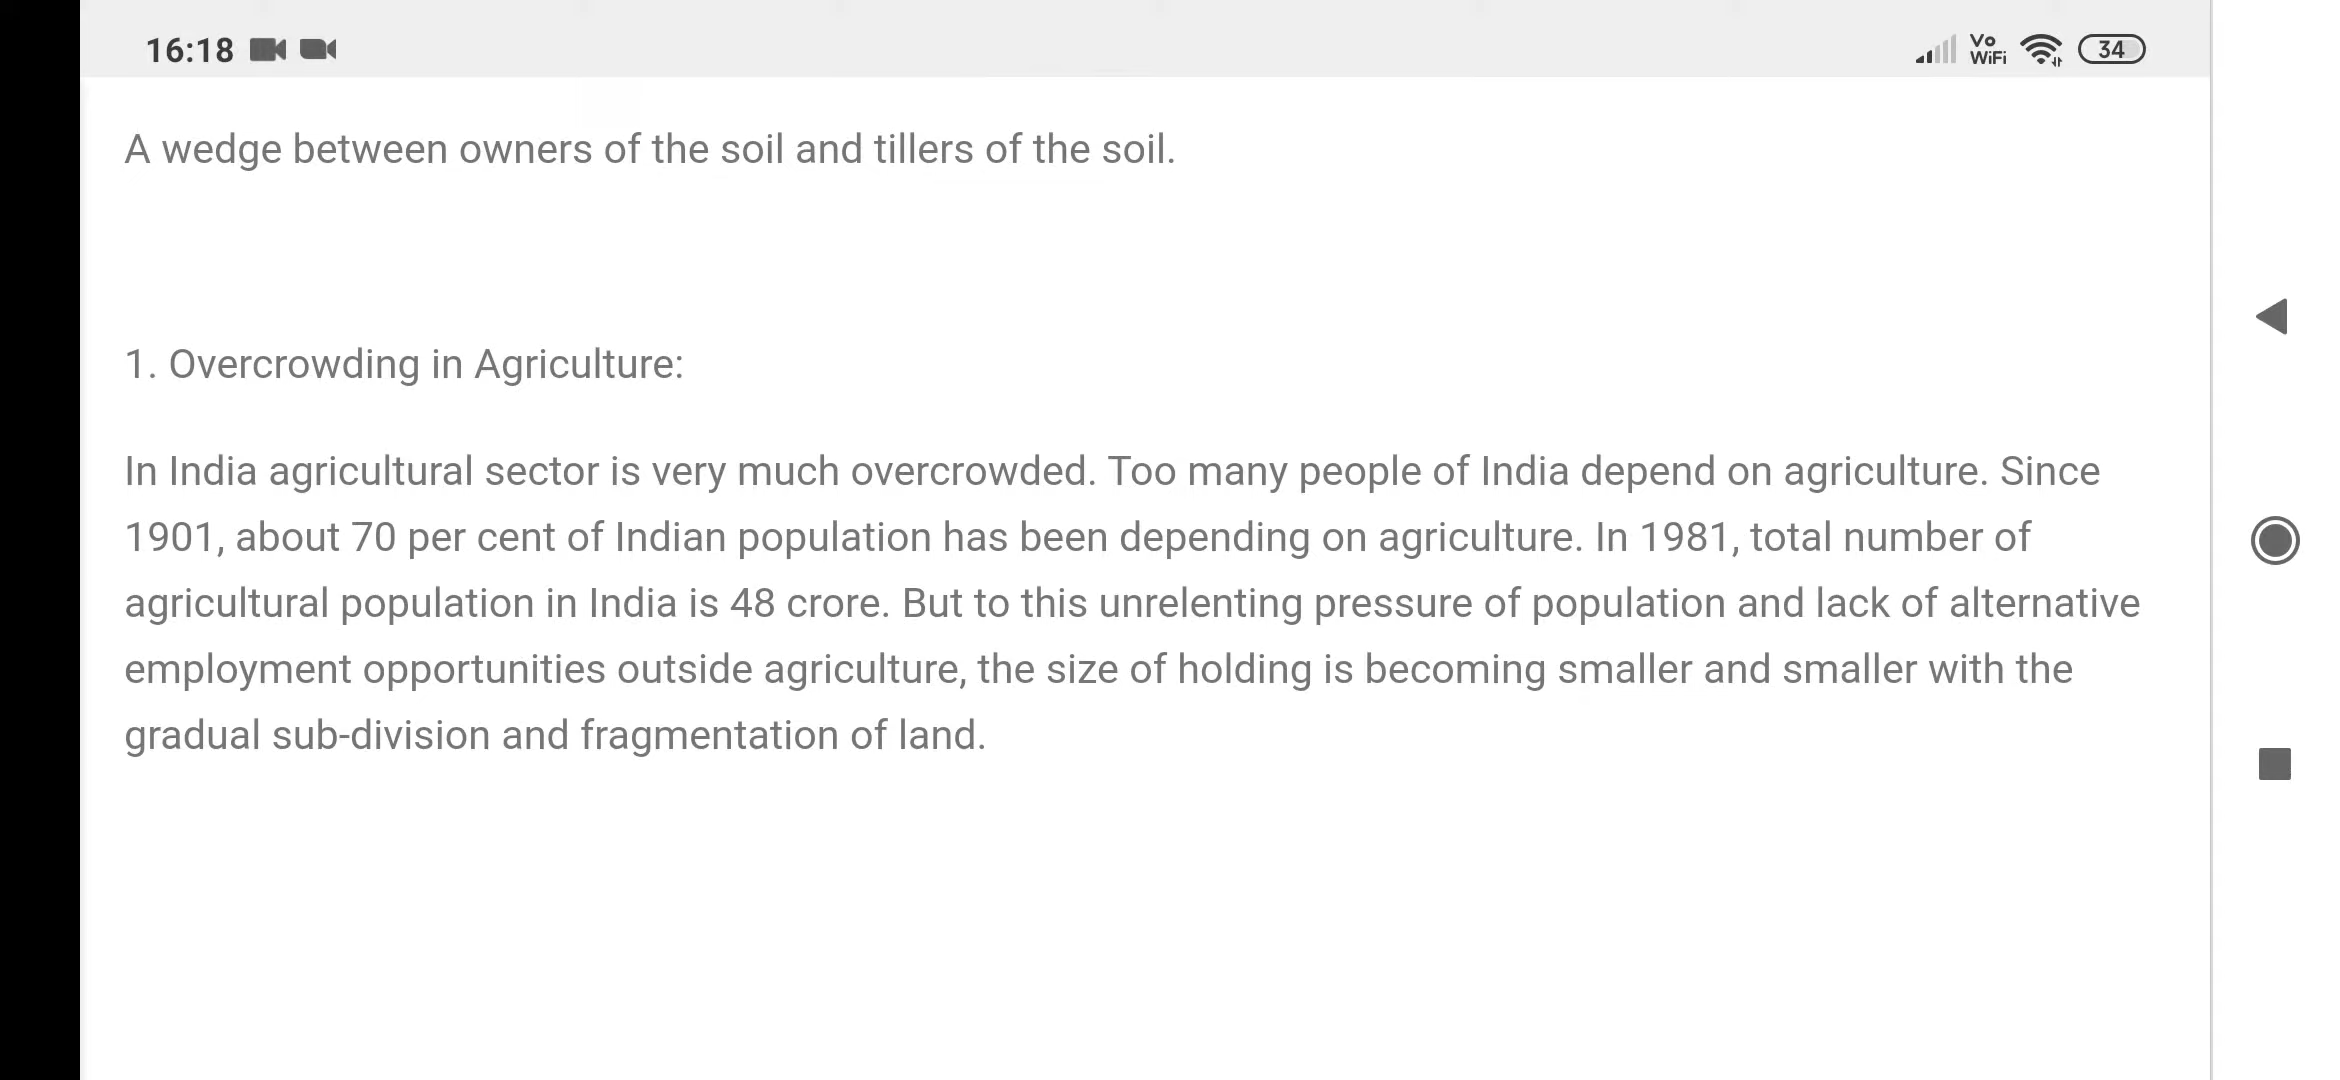 16:18
Vo
WiFi
34
A wedge between owners of the soil and tillers of the soil.
1. Overcrowding in Agriculture:
In India agricultural sector is very much overcrowded. Too many people of India depend on agriculture. Since
1901, about 70 per cent of Indian population has been depending on agriculture. In 1981, total number of
agricultural population in India is 48 crore. But to this unrelenting pressure of population and lack of alternative
employment opportunities outside agriculture, the size of holding is becoming smaller and smaller with the
gradual sub-division and fragmentation of land.